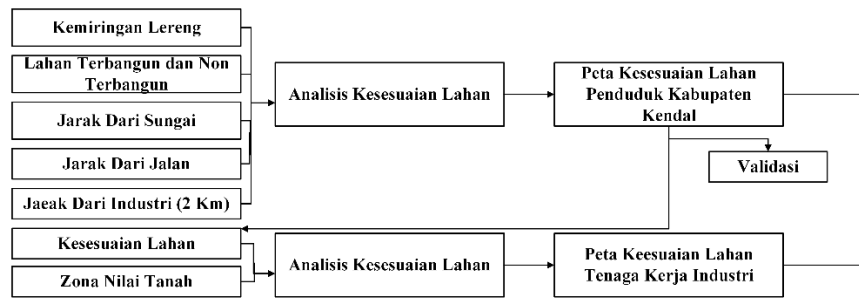 Kemiringan Lereng
Lahan Terbangun dan Non
Terbangun
Jarak Dari Sungai
Jarak Dari Jalan
Jaeak Dari Industri (2 Km)
Analisis Kesesuaian Lahan
Peta Kesesuaian Lahan
Penduduk Kabupaten
Kendal
Validasi
Kesesuaian Lahan
Zona Nilai Tanah
Analisis Kesesuaian Lahan
Peta Keesuaian Lahan
Tenaga Kerja Industri